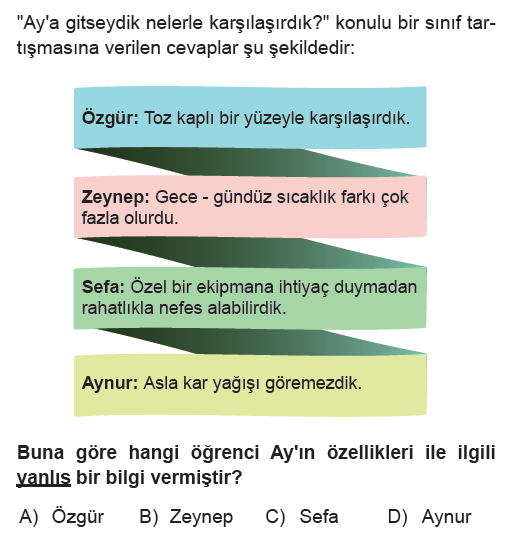 "Ay'a gitseydik nelerle karşılaşırdık?" konulu bir sınıf tar-
tışmasına verilen cevaplar şu şekildedir:
Özgür: Toz kaplı bir yüzeyle karşılaşırdık.
Zeynep: Gece - gündüz sıcaklık farkı çok
fazla olurdu.
Sefa: Özel bir ekipmana ihtiyaç duymadan
rahatlıkla nefes alabilirdik.
Aynur: Asla kar yağışı göremezdik.
Buna göre hangi öğrenci Ay'ın özellikleri ile ilgili
yanlış bir bilgi vermiştir?
A) Özgür B) Zeynep C) Sefa D) Aynur